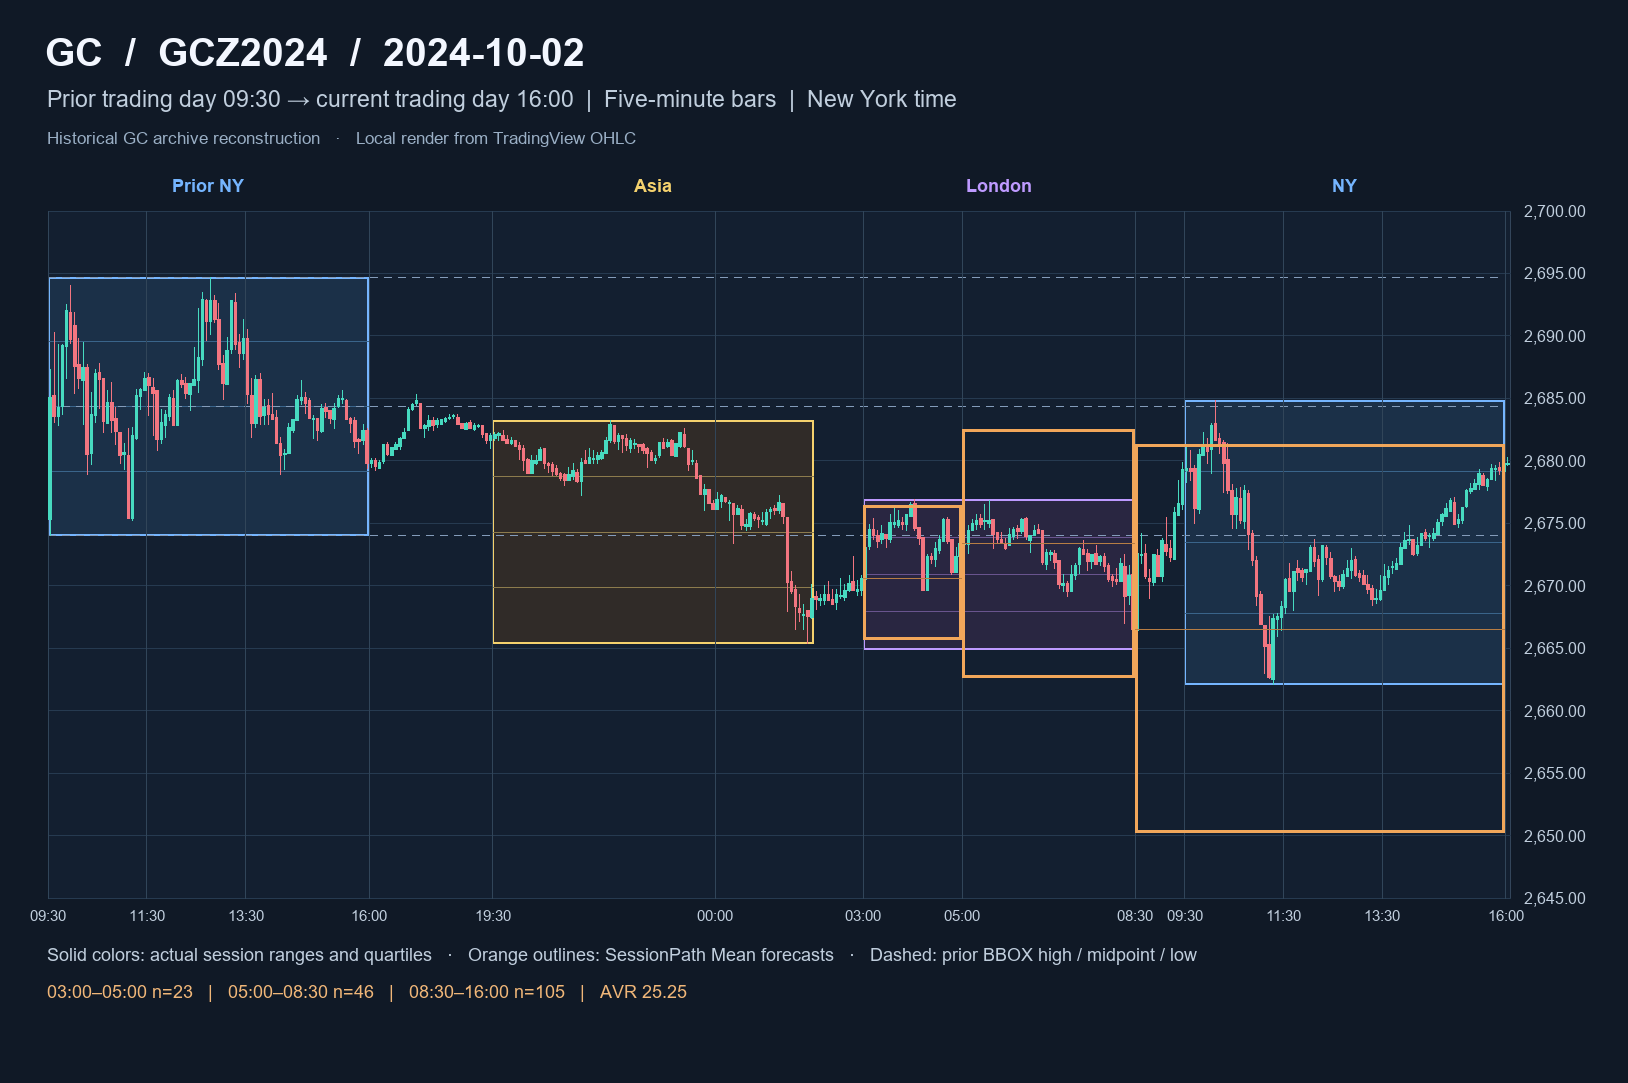 GC / GCZ2024 / 2024-10-02
Prior trading day 09:30 → current trading day 16:00 | Five-minute bars | New York time
Historical GC archive reconstruction · Local render from TradingView OHLC
Prior NY
Asia
London
NY
2,700.00
2,695.00
2,690.00
2,685.00
2,680.00
2,675.00
2,670.00
2,665.00
2,660.00
2,655.00
2,650.00
2,645.00
09:30 11:30 13:30 16:00 19:30 00:00 03:00 05:00 08:30 09:30 11:30 13:30 16:00
Solid colors: actual session ranges and quartiles · Orange outlines: SessionPath Mean forecasts · Dashed: prior BBOX high / midpoint / low
03:00–05:00 n=23 | 05:00–08:30 n=46 | 08:30–16:00 n=105 | AVR 25.25